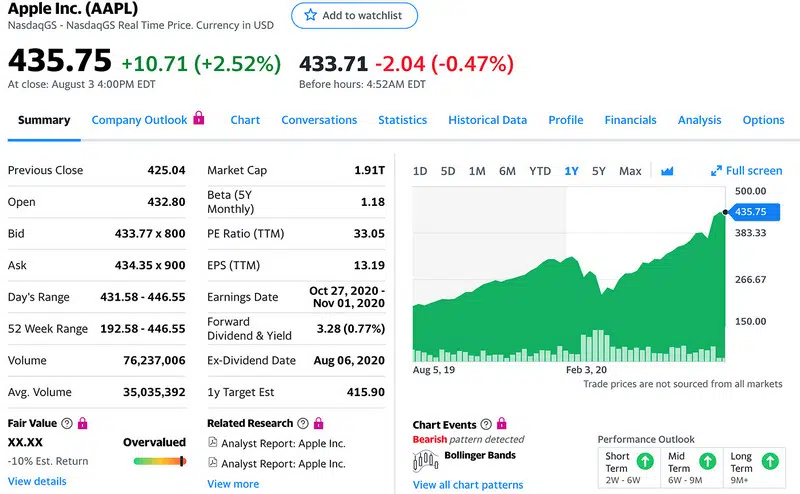 Apple Inc. (AAPL)
NasdaqGS - NasdaqGS Real Time Price. Currency in USD
Add to watchlist
435.75 +10.71 (+2.52%)
At close: August 3 4:00PM EDT
433.71 -2.04 (-0.47%)
Before hours: 4:52AM EDT
Summary
Company Outlook
Chart
Conversations
Statistics
Historical Data
Profile
Financials
Analysis
Options
Previous Close 425.04
Open 432.80
Bid 433.77 x 800
Ask 434.35 x 900
Day's Range 431.58 - 446.55
52 Week Range 192.58 - 446.55
Volume 76,237,006
Avg. Volume 35,035,392
Market Cap 1.91T
Beta (5Y
Monthly) 1.18
PE Ratio (TTM) 33.05
EPS (TTM) 13.19
Earnings Date Oct 27, 2020 -
Nov 01, 2020
Forward
Dividend & Yield 3.28 (0.77%)
Ex-Dividend Date Aug 06, 2020
1y Target Est 415.90
1D 5D 1M 6M YTD 1Y 5Y Max
Full screen
500.00
435.75
383.33
266.67
150.00
Aug 5, 19
Feb 3, 20
Trade prices are not sourced from all markets
Fair Value ?
XX.XX Overvalued
-10% Est. Return
View details
Related Research ?
Analyst Report: Apple Inc.
Analyst Report: Apple Inc.
View more
Chart Events ?
Bearish pattern detected
Bollinger Bands
View all chart patterns
Performance Outlook
Short
Term
2W - 6W
Mid
Term
6W - 9M
Long
Term
9M+